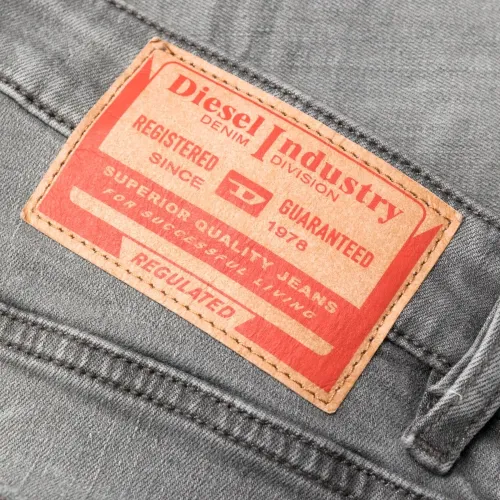 Diesel Industry
DENIM DIVISION
REGISTERED GUARANTEED
SINCE D 1978
SUPERIOR QUALITY JEANS
FOR SUCCESSFUL LIVING
REGULATED